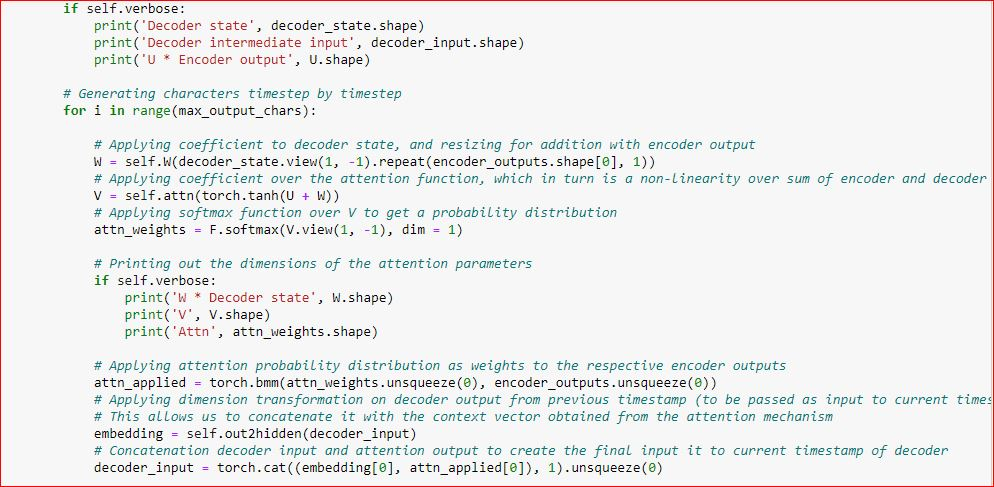 if self.verbose:
print('Decoder state', decoder_state.shape)
print('Decoder intermediate input', decoder_input.shape)
print('U * Encoder output', U.shape)
# Generating characters timestep by timestep
for i in range(max_output_chars):
# Applying coefficient to decoder state, and resizing for addition with encoder output
W = self.W(decoder_state.view(1, -1).repeat(encoder_outputs.shape[0], 1))
# Applying coefficient over the attention function, which in turn is a non-linearity over sum of encoder and decoder
V = self.attn(torch.tanh(U + W))
# Applying softmax function over V to get a probability distribution
attn_weights = F.softmax(V.view(1, -1), dim = 1)
# Printing out the dimensions of the attention parameters
if self.verbose:
print('W * Decoder state', W.shape)
print('V', V.shape)
print('Attn', attn_weights.shape)
# Applying attention probability distribution as weights to the respective encoder outputs
attn_applied = torch.bmm(attn_weights.unsqueeze(0), encoder_outputs.unsqueeze(0))
# Applying dimension transformation on decoder output from previous timestamp (to be passed as input to current times
# This allows us to concatenate it with the context vector obtained from the attention mechanism
embedding = self.out2hidden(decoder_input)
# Concatenation decoder input and attention output to create the final input it to current timestamp of decoder
decoder_input = torch.cat((embedding[0], attn_applied[0]), 1).unsqueeze(0)